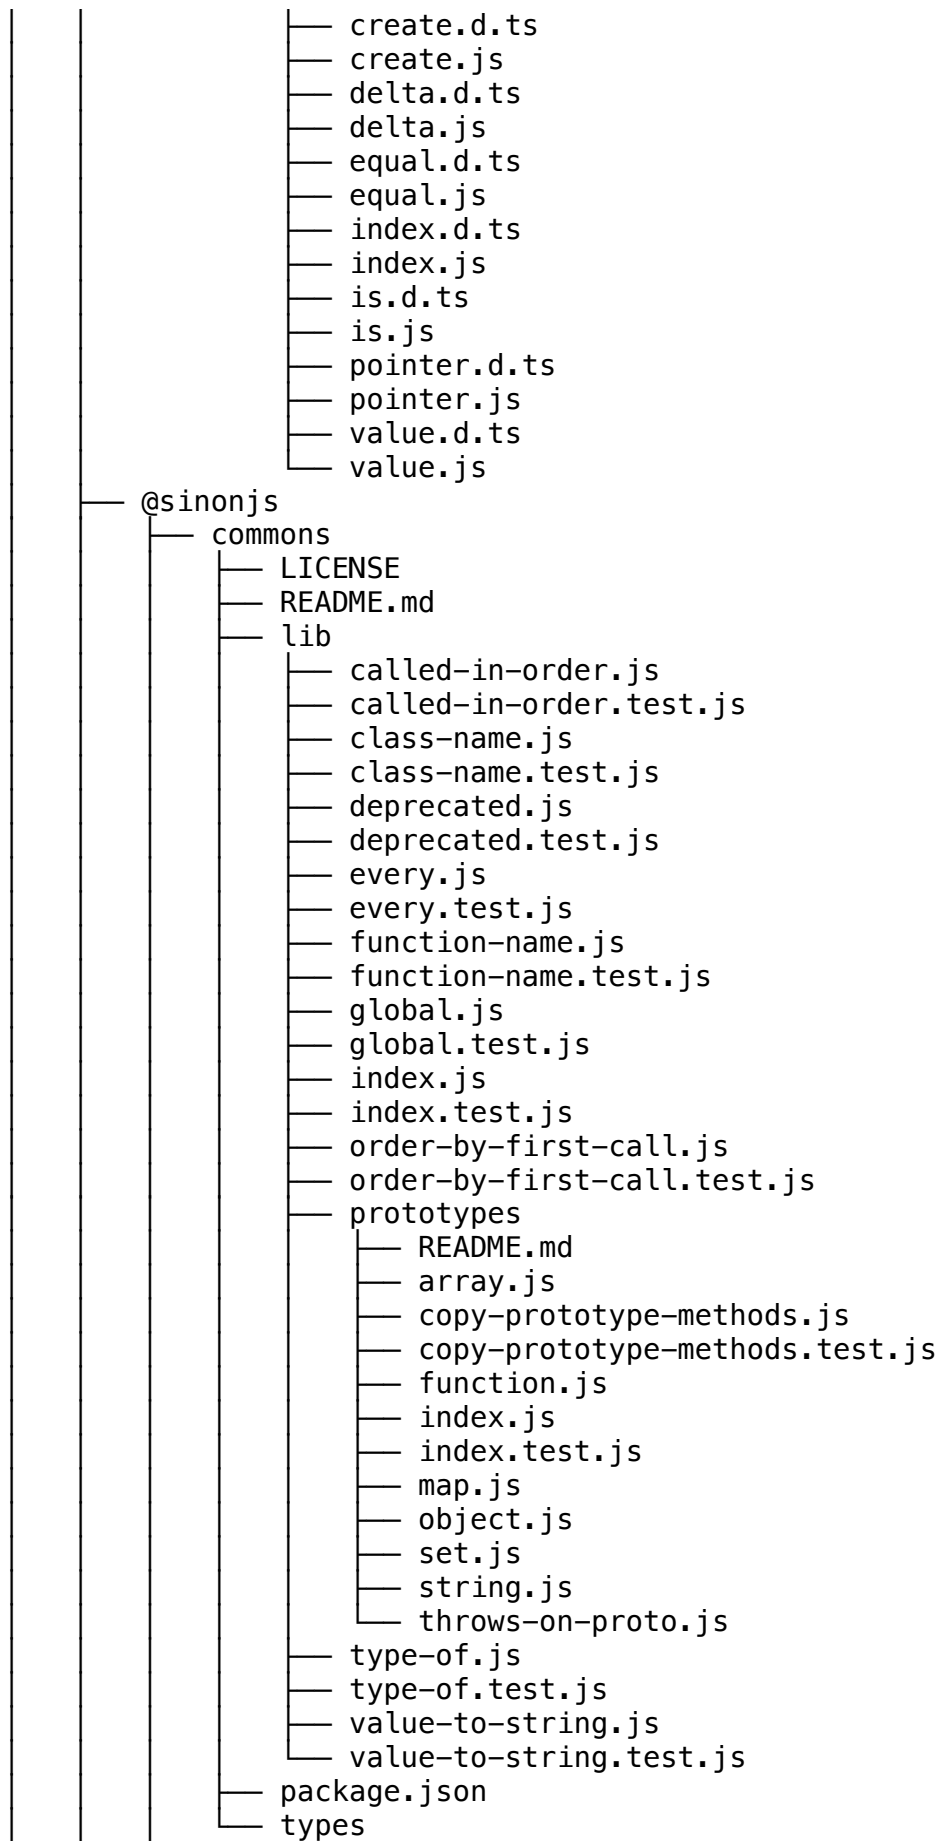 │   │           ├── create.d.ts
│   │           ├── create.js
│   │           ├── delta.d.ts
│   │           ├── delta.js
│   │           ├── equal.d.ts
│   │           ├── equal.js
│   │           ├── index.d.ts
│   │           ├── index.js
│   │           ├── is.d.ts
│   │           ├── is.js
│   │           ├── pointer.d.ts
│   │           ├── pointer.js
│   │           ├── value.d.ts
│   │           └── value.js
│   ├── @sinonjs
│   │   ├── commons
│   │   │   ├── LICENSE
│   │   │   ├── README.md
│   │   │   ├── lib
│   │   │   │   ├── called-in-order.js
│   │   │   │   ├── called-in-order.test.js
│   │   │   │   ├── class-name.js
│   │   │   │   ├── class-name.test.js
│   │   │   │   ├── deprecated.js
│   │   │   │   ├── deprecated.test.js
│   │   │   │   ├── every.js
│   │   │   │   ├── every.test.js
│   │   │   │   ├── function-name.js
│   │   │   │   ├── function-name.test.js
│   │   │   │   ├── global.js
│   │   │   │   ├── global.test.js
│   │   │   │   ├── index.js
│   │   │   │   ├── index.test.js
│   │   │   │   ├── order-by-first-call.js
│   │   │   │   ├── order-by-first-call.test.js
│   │   │   │   ├── prototypes
│   │   │   │   │   ├── README.md
│   │   │   │   │   ├── array.js
│   │   │   │   │   ├── copy-prototype-methods.js
│   │   │   │   │   ├── copy-prototype-methods.test.js
│   │   │   │   │   ├── function.js
│   │   │   │   │   ├── index.js
│   │   │   │   │   ├── index.test.js
│   │   │   │   │   ├── map.js
│   │   │   │   │   ├── object.js
│   │   │   │   │   ├── set.js
│   │   │   │   │   ├── string.js
│   │   │   │   │   └── throws-on-proto.js
│   │   │   │   ├── type-of.js
│   │   │   │   ├── type-of.test.js
│   │   │   │   ├── value-to-string.js
│   │   │   │   └── value-to-string.test.js
│   │   │   ├── package.json
│   │   │   └── types